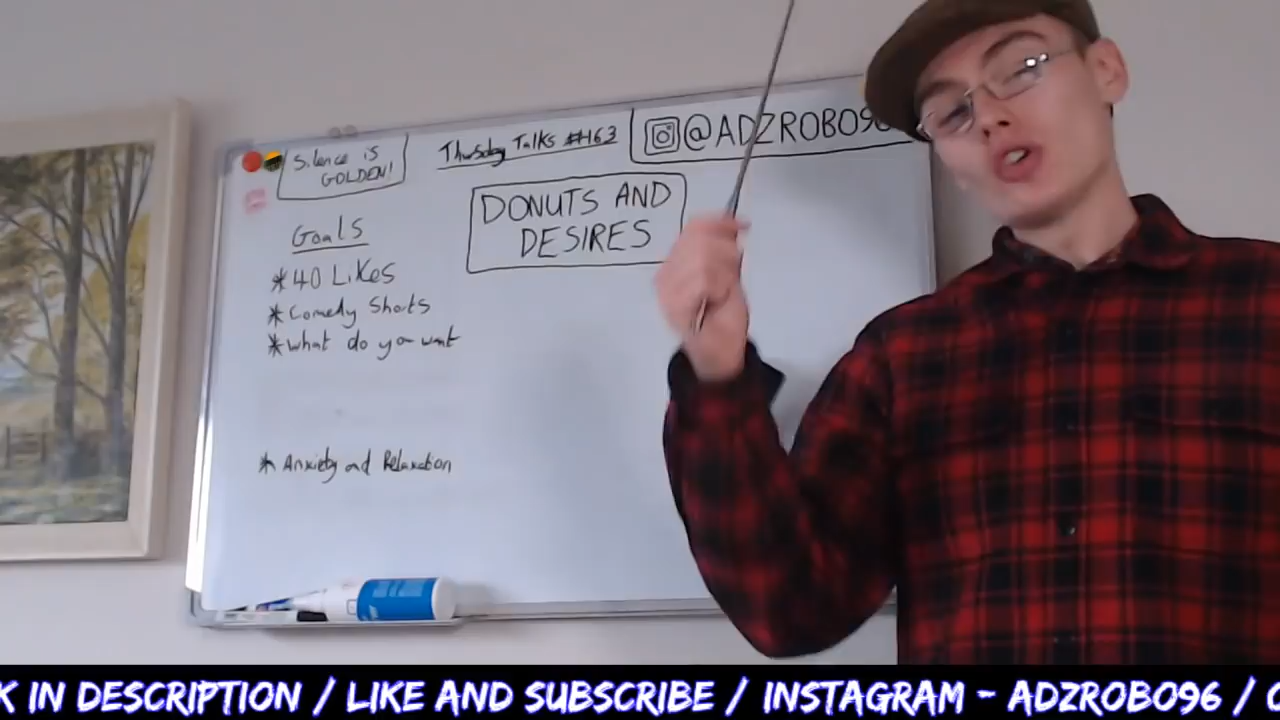 Silence is
GOLDEN!
Thursday Talks #163
@ADZROBO96
DONUTS AND
DESIRES
Goals
* 40 Likes
* Comedy Shorts
* What do you want
* Anxiety and Relaxation
K IN DESCRIPTION / LIKE AND SUBSCRIBE / INSTAGRAM - ADZROBO96 /